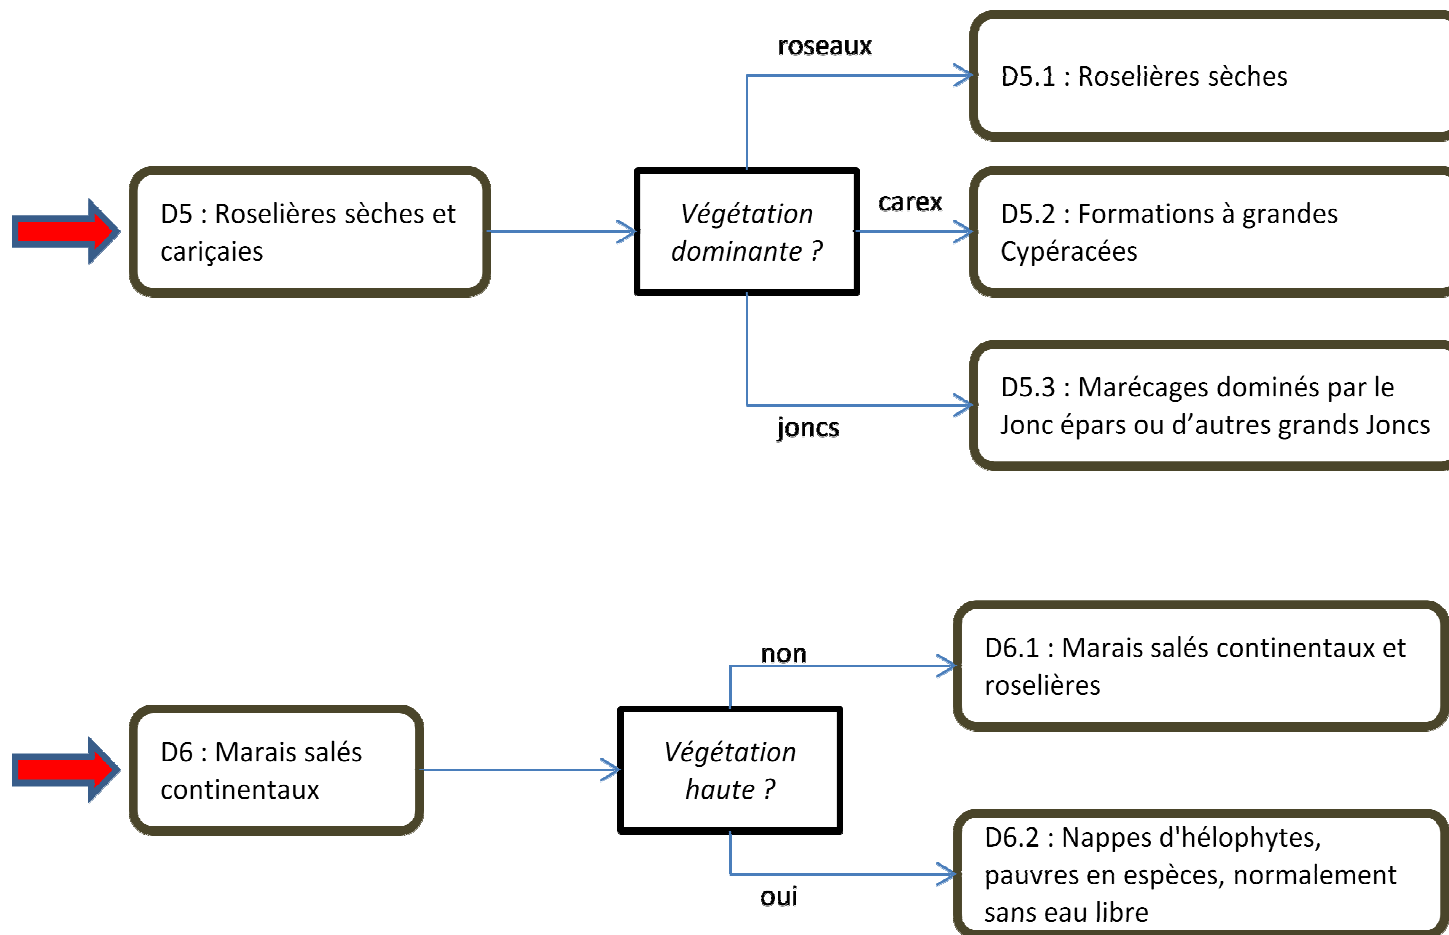 roseaux
D5.1 : Roselières sèches
D5 : Roselières sèches et
cariçaies
Végétation
dominante ?
carex
D5.2 : Formations à grandes
Cypéracées
joncs
D5.3 : Marécages dominés par le
Jonc épars ou d’autres grands Joncs
non
D6.1 : Marais salés continentaux et
roselières
D6 : Marais salés
continentaux
Végétation
haute ?
oui
D6.2 : Nappes d'hélophytes,
pauvres en espèces, normalement
sans eau libre